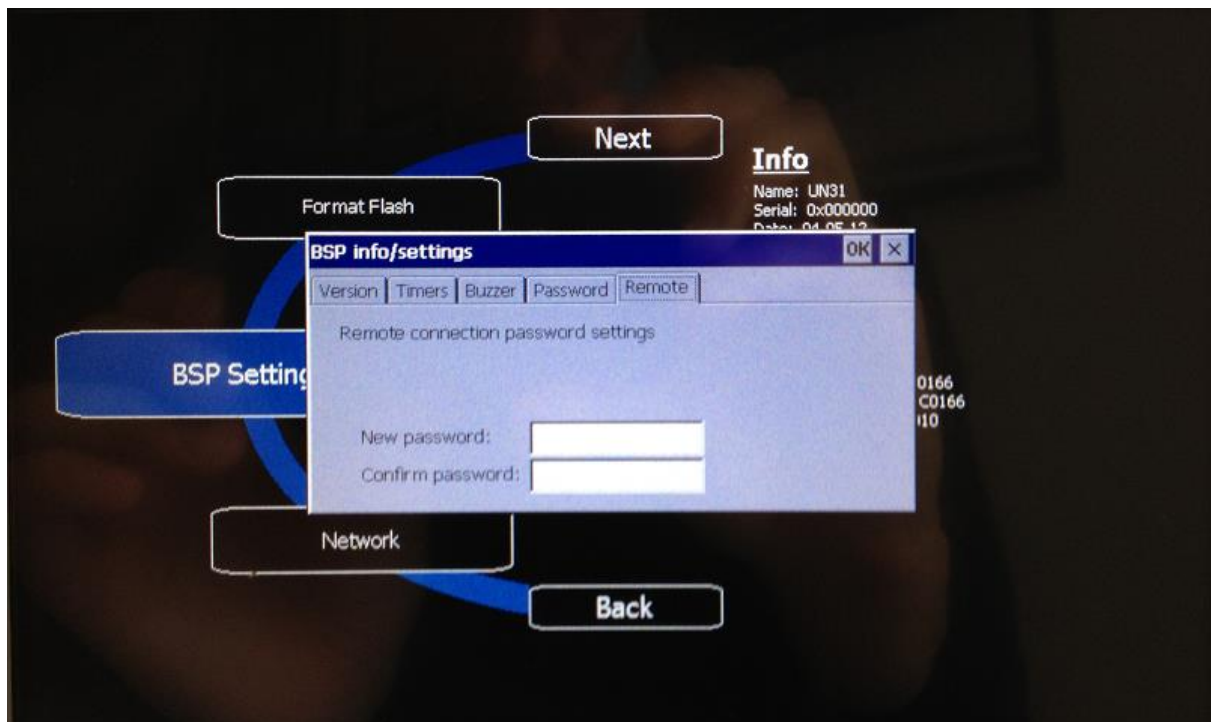 Next
Info
Name: UN31
Serial: 0x000000
Format Flash
BSP info/settings OK
Version Timers Buzzer Password Remote
Remote connection password settings
BSP
0166
C0166
New password:
Confirm password:
Network
Back